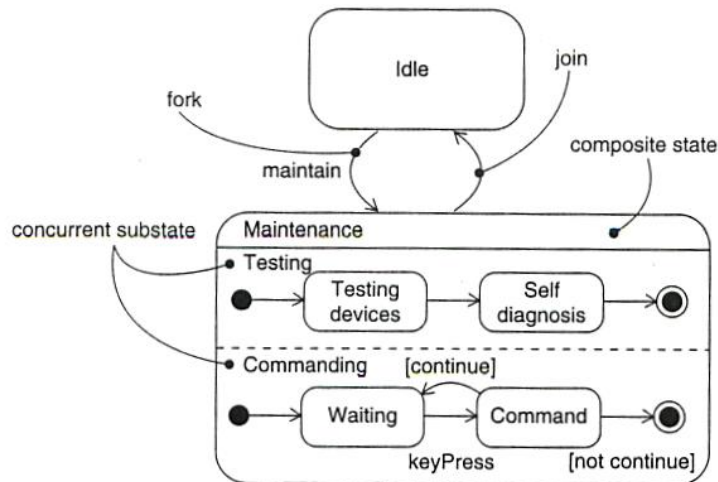 Idle
join
fork
maintain
composite state
concurrent substate
Maintenance
Testing
Testing
devices
Self
diagnosis
Commanding
[continue]
Waiting
Command
keyPress
[not continue]